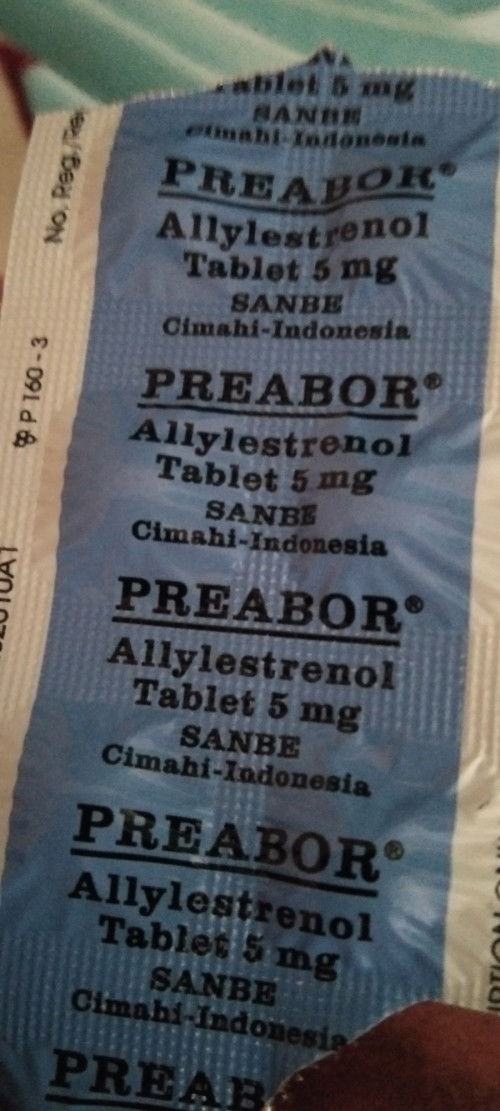 Tablet 5 mg
SANBE
Cimahi-Indonesia
PREABOR®
Allylestrenol
Tablet 5 mg
SANBE
Cimahi-Indonesia
PREABOR®
Allylestrenol
Tablet 5 mg
SANBE
Cimahi-Indonesia
PREABOR®
Allylestrenol
Tablet 5 mg
SANBE
Cimahi-Indonesia
PREABOR®
Allylestrenol
Tablet 5 mg
SANBE
Cimahi-Indonesia
PREAB
No. Reg./Re
P 160 - 3